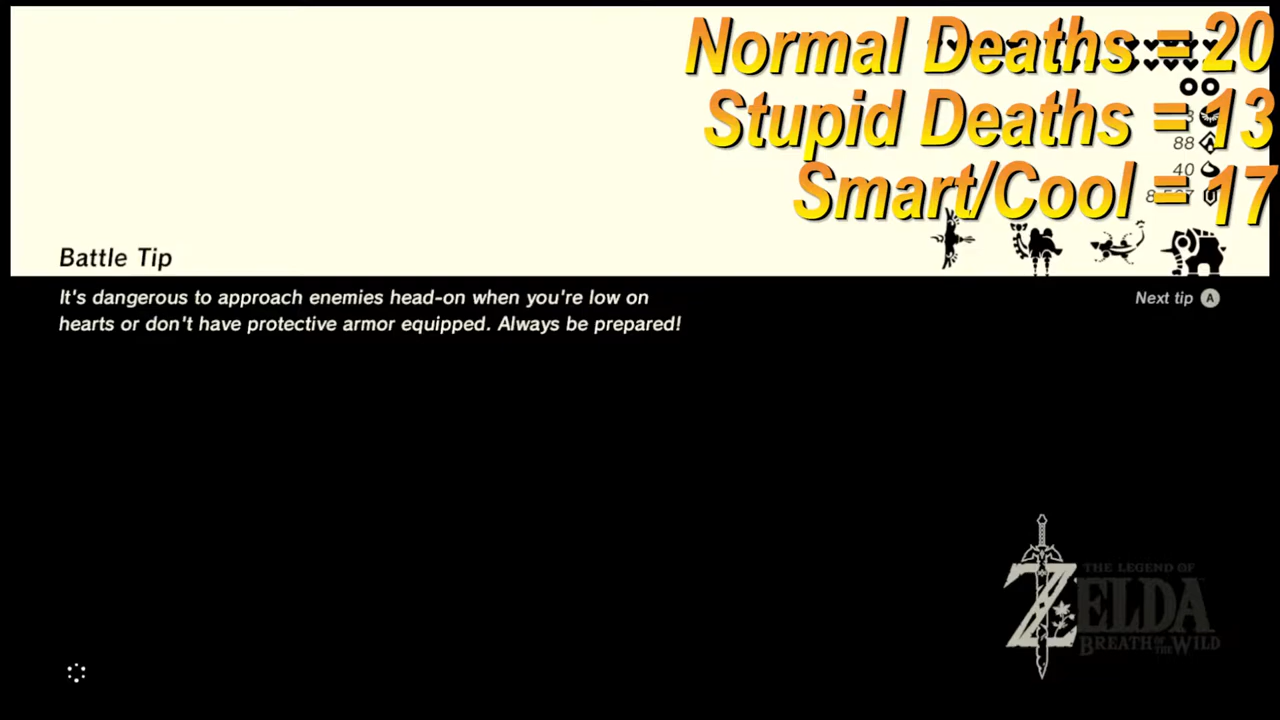 Normal Deaths = 20
Stupid Deaths = 13
88
40
Smart/Cool = 17
Battle Tip
It's dangerous to approach enemies head-on when you're low on
hearts or don't have protective armor equipped. Always be prepared!
Next tip A
THE LEGEND OF
ZELDA
BREATH OF THE WILD